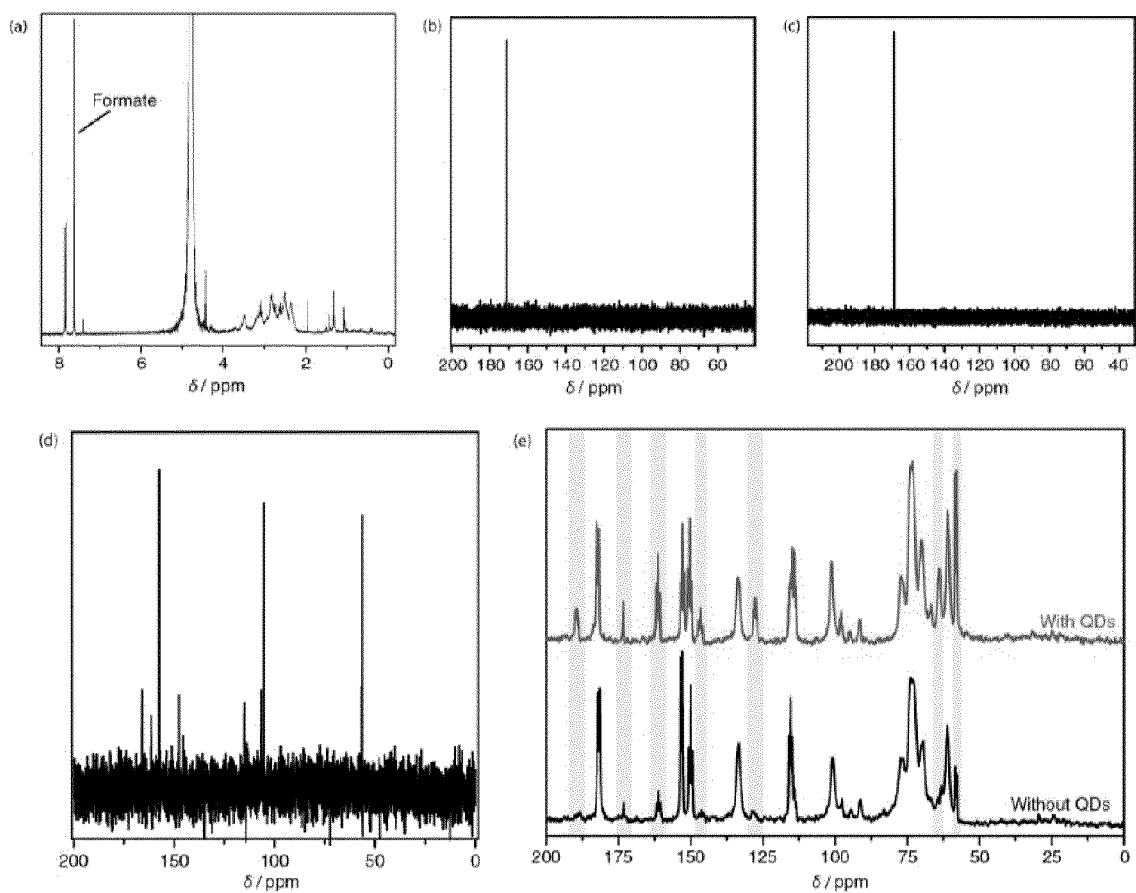 (a)
Formate
8 6 4 2 0
δ / ppm
(b)
200 180 160 140 120 100 80 60
δ / ppm
(c)
200 180 160 140 120 100 80 60 40
δ / ppm
(d)
200 150 100 50 0
δ / ppm
(e)
With QDs
Without QDs
200 175 150 125 100 75 50 25 0
δ / ppm